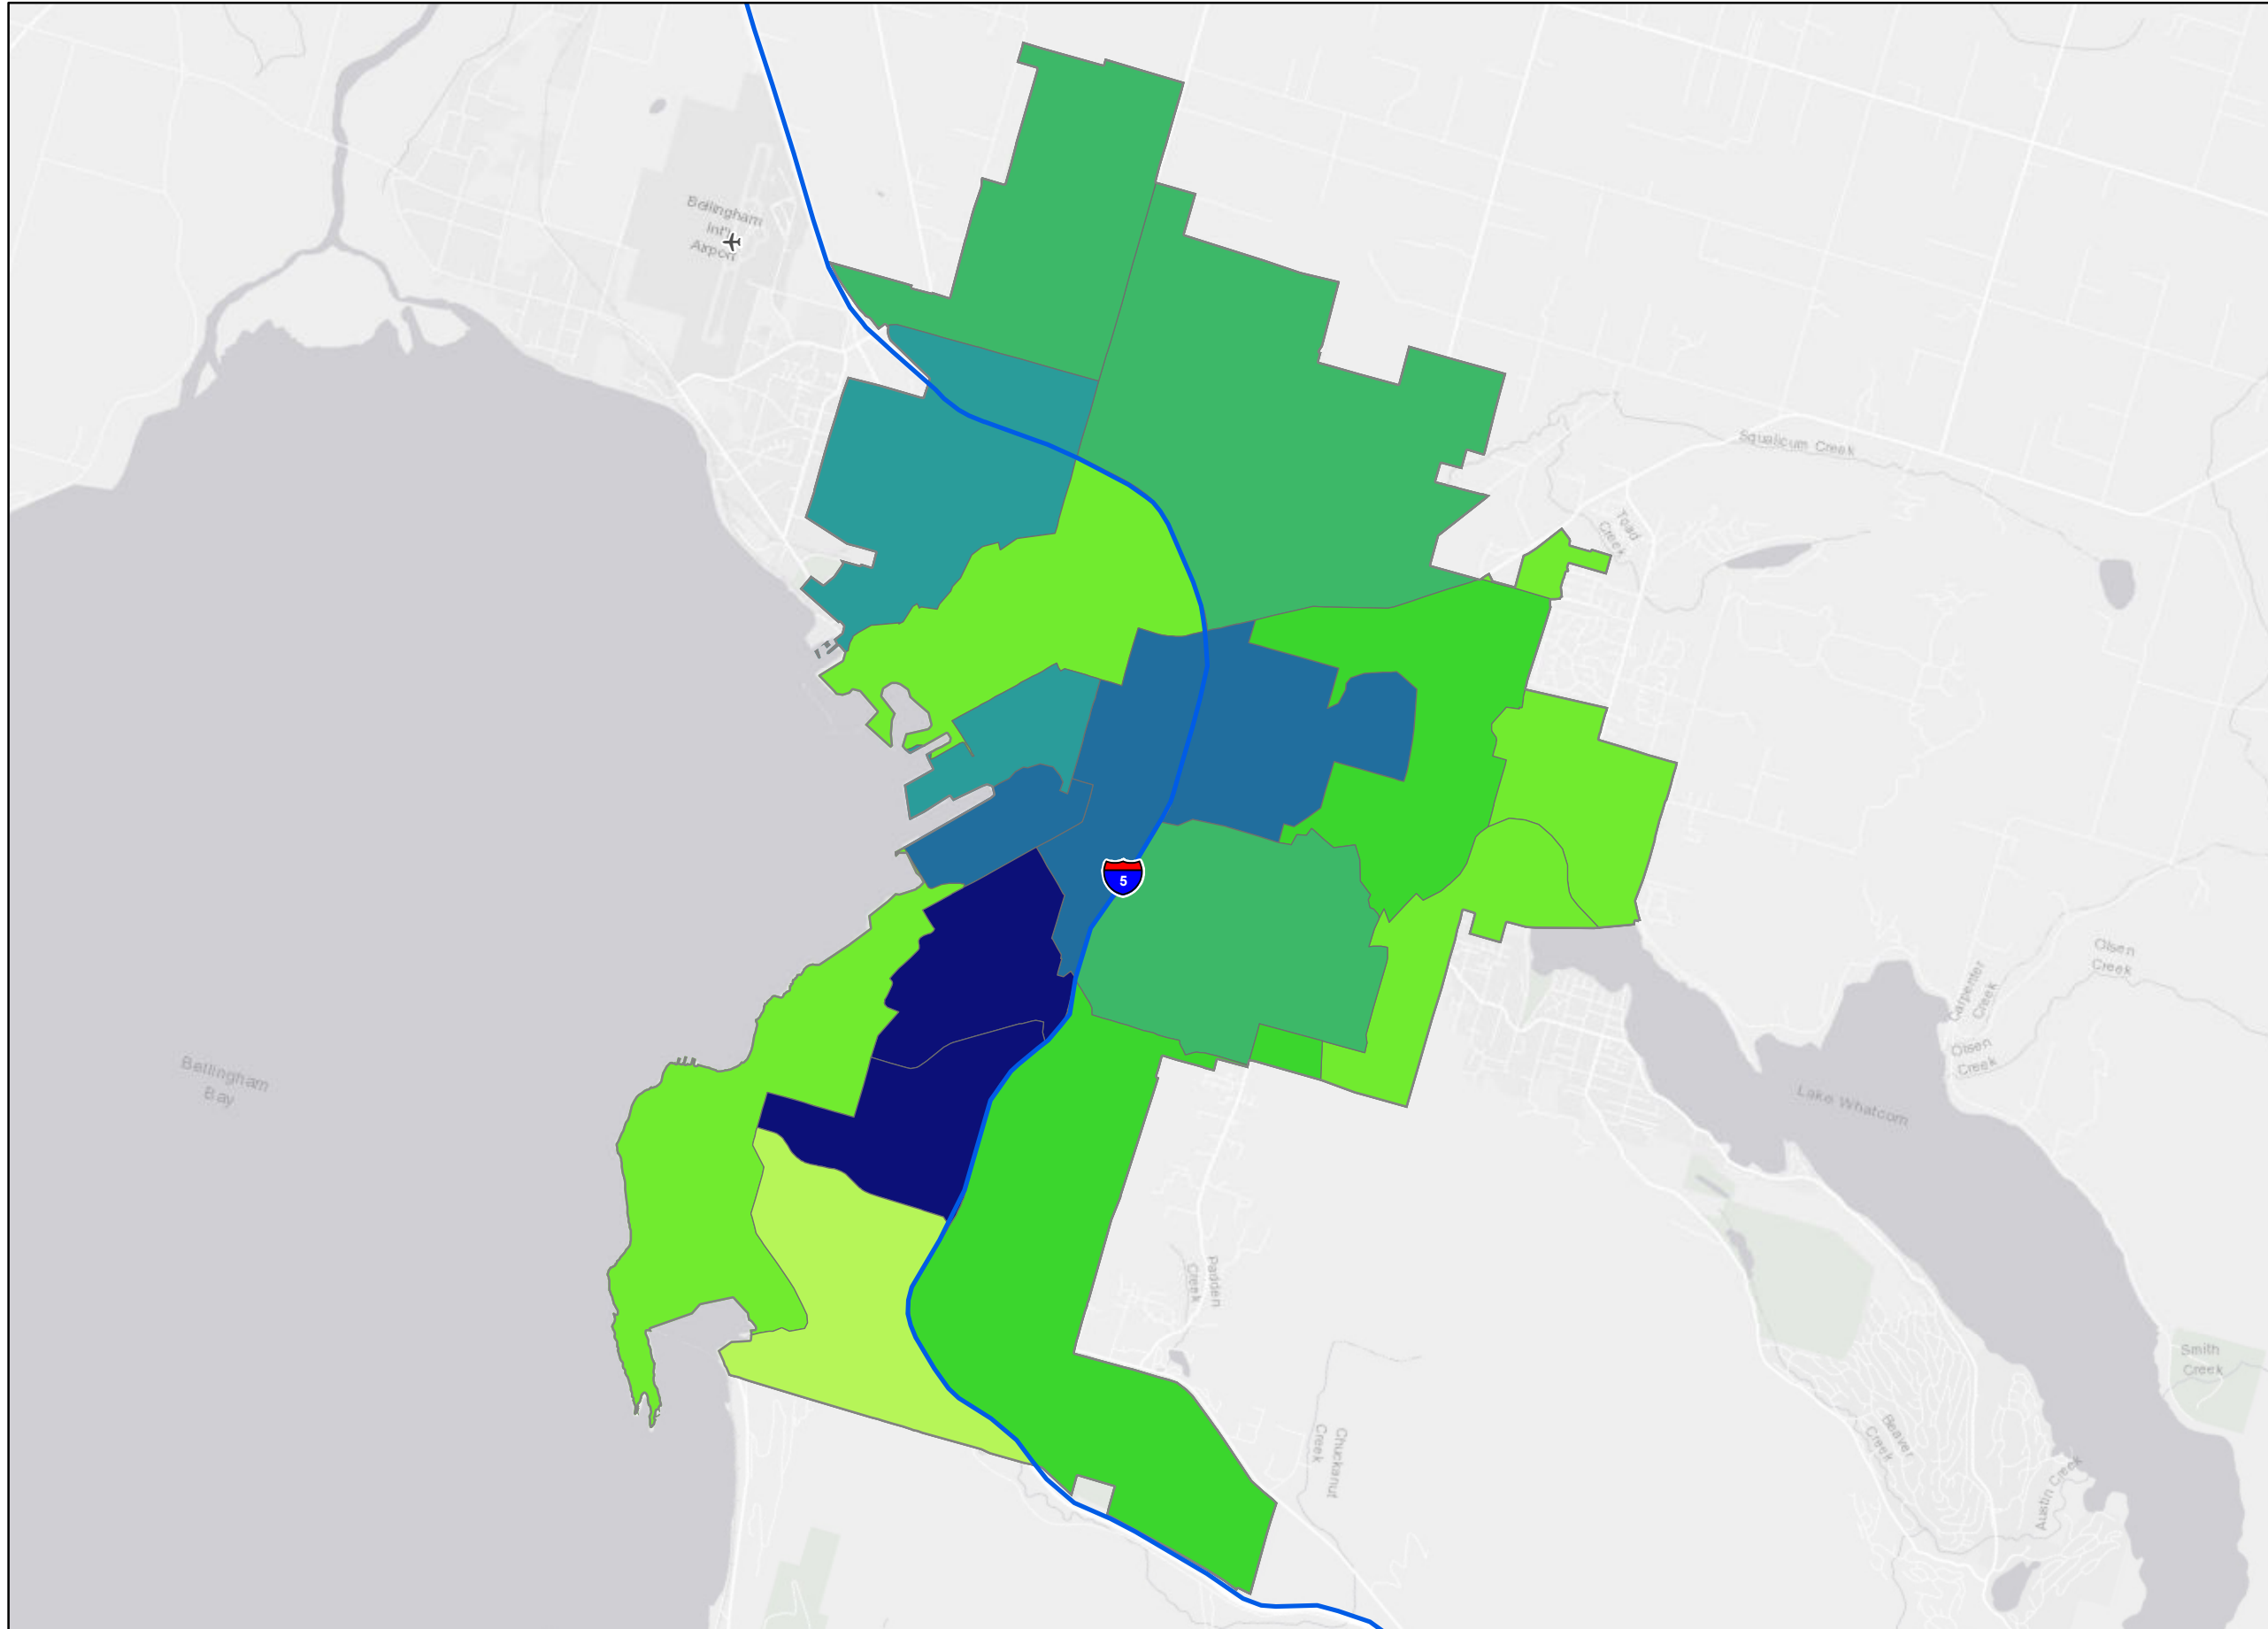 Bellingham
Int'l
Airport
Squalicum Creek
Toad
Creek
5
Olsen
Creek
Carpenter
Creek
Olsen
Creek
Bellingham
Bay
Lake Whatcom
Padden
Creek
Smith
Creek
Chuckanut
Creek
Beaver
Creek
Austin Creek